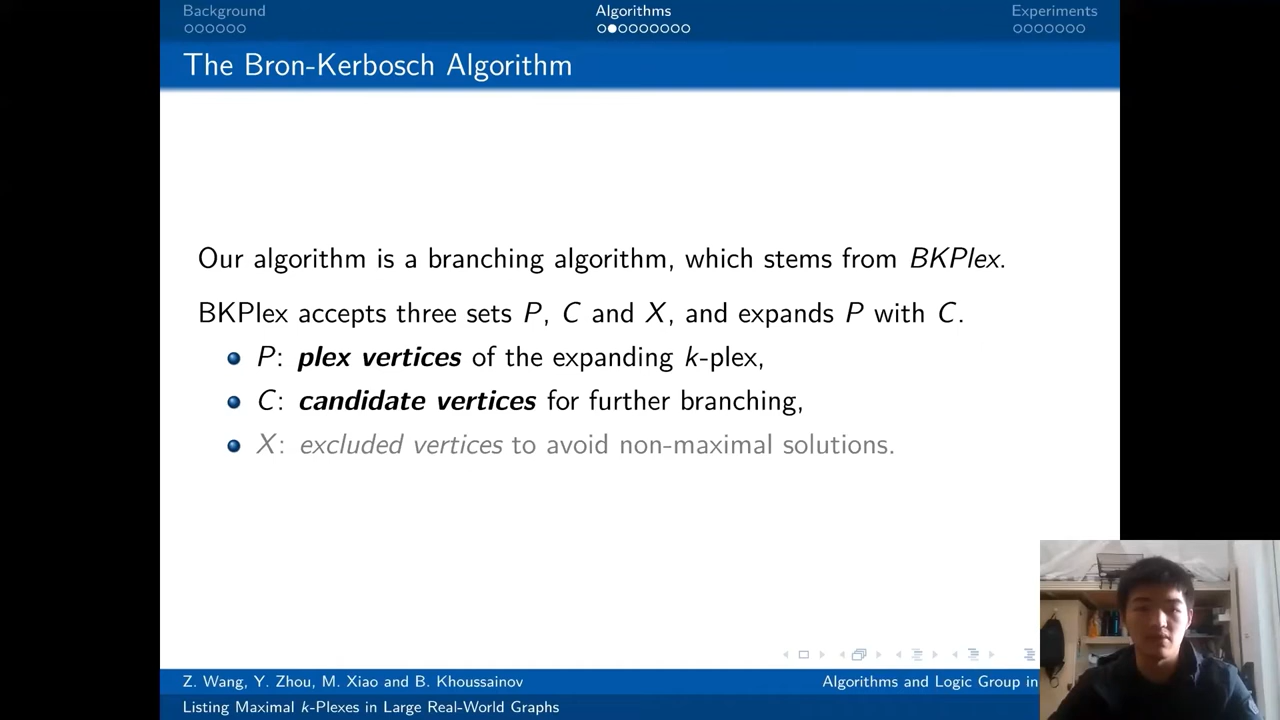 Background
Algorithms
Experiments
The Bron-Kerbosch Algorithm
Our algorithm is a branching algorithm, which stems from BKPlex.
BKPlex accepts three sets P, C and X, and expands P with C.
P: plex vertices of the expanding k-plex,
C: candidate vertices for further branching,
X: excluded vertices to avoid non-maximal solutions.
Z. Wang, Y. Zhou, M. Xiao and B. Khoussainov
Algorithms and Logic Group in
Listing Maximal k-Plexes in Large Real-World Graphs